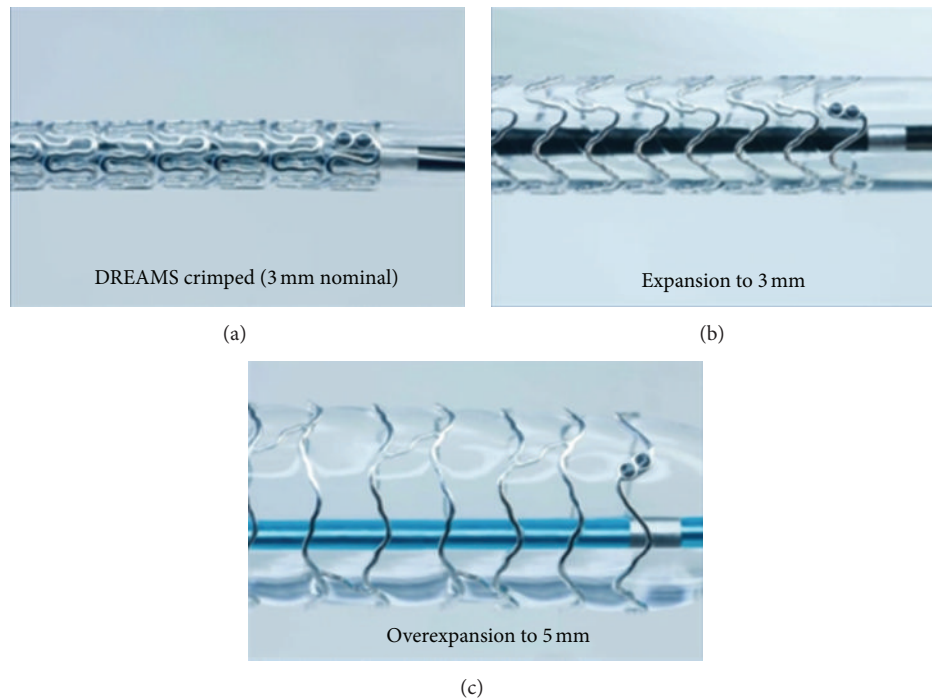 DREAMS crimped (3 mm nominal)
Expansion to 3 mm
(a)
(b)
Overexpansion to 5 mm
(c)